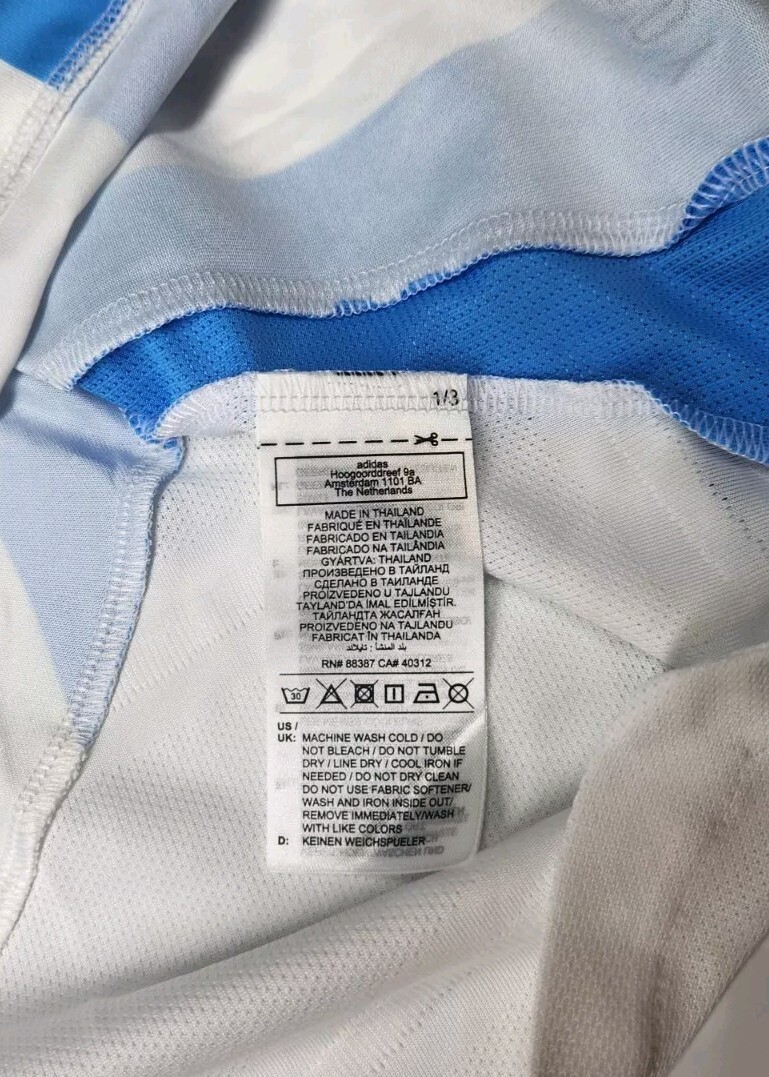 1/3
adidas
Hoogoorddreef 9a
Amsterdam 1101 BA
The Netherlands
MADE IN THAILAND
FABRIQUÉ EN THAÏLANDE
FABRICADO EN TAILANDIA
FABRICADO NA TAILÂNDIA
GYÁRTVA: THAILAND
ПРОИЗВЕДЕНО В ТАЙЛАНД
СДЕЛАНО В ТАИЛАНДЕ
PROIZVEDENO U TAJLANDU
TAYLAND'DA İMAL EDİLMİŞTİR.
ТАЙЛАНДТА ЖАСАЛҒАН
PROIZVEDENO NA TAJLANDU
FABRICAT ÎN THAILANDA
بلد المنشأ : تايلاند
RN# 88387 CA# 40312
30
US /
UK: MACHINE WASH COLD / DO
NOT BLEACH / DO NOT TUMBLE
DRY / LINE DRY / COOL IRON IF
NEEDED / DO NOT DRY CLEAN
DO NOT USE FABRIC SOFTENER/
WASH AND IRON INSIDE OUT/
REMOVE IMMEDIATELY/WASH
WITH LIKE COLORS
D: KEINEN WEICHSPUELER